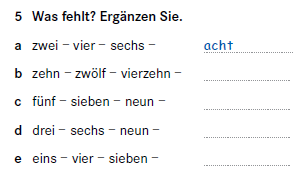 5 Was fehlt? Ergänzen Sie.
a zwei – vier – sechs – acht
b zehn – zwölf – vierzehn –
c fünf – sieben – neun –
d drei – sechs – neun –
e eins – vier – sieben –